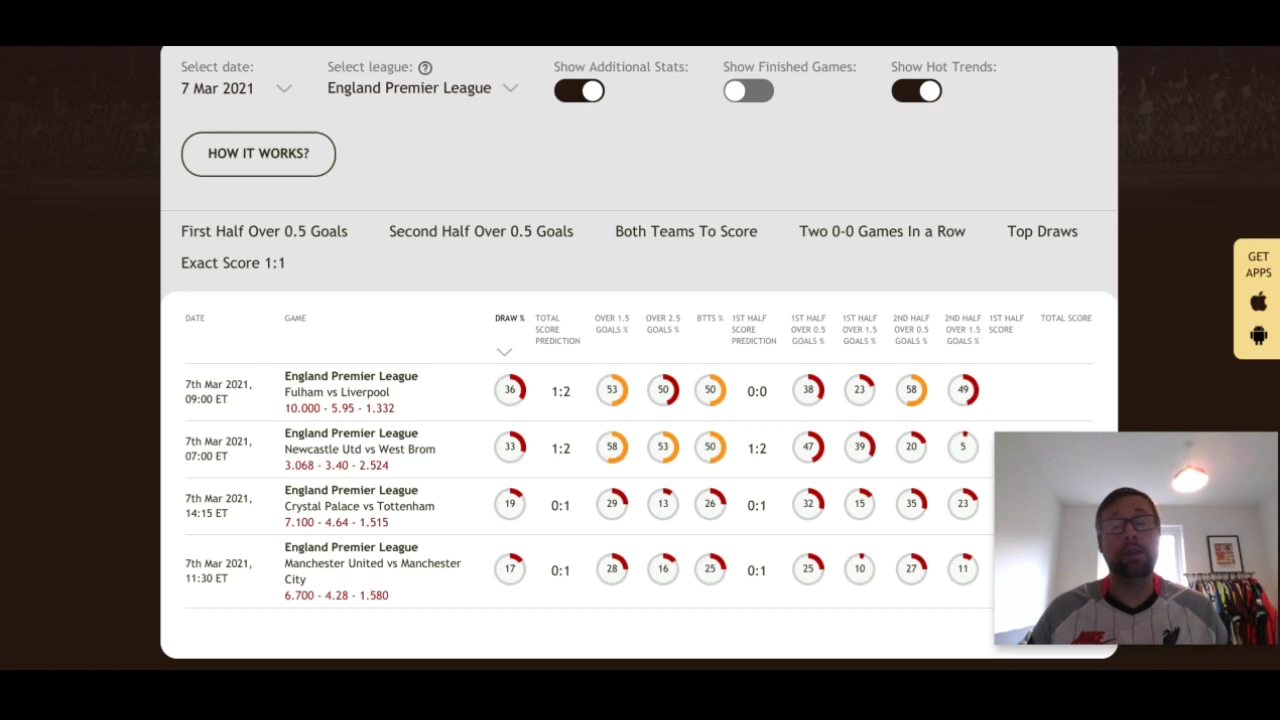 Select date:
7 Mar 2021
Select league: ?
England Premier League
Show Additional Stats:
Show Finished Games:
Show Hot Trends:
HOW IT WORKS?
First Half Over 0.5 Goals
Second Half Over 0.5 Goals
Both Teams To Score
Two 0-0 Games In a Row
Top Draws
Exact Score 1:1
GET
APPS
DATE
GAME
DRAW %
TOTAL
SCORE
PREDICTION
OVER 1.5
GOALS %
OVER 2.5
GOALS %
BTTS %
1ST HALF
SCORE
PREDICTION
1ST HALF
OVER 0.5
GOALS %
1ST HALF
OVER 1.5
GOALS %
2ND HALF
OVER 0.5
GOALS %
2ND HALF
OVER 1.5
GOALS %
1ST HALF
SCORE
TOTAL SCORE
7th Mar 2021,
09:00 ET
England Premier League
Fulham vs Liverpool
10.000 - 5.95 - 1.332
36 1:2 53 50 50 0:0 38 23 58 49
7th Mar 2021,
07:00 ET
England Premier League
Newcastle Utd vs West Brom
3.068 - 3.40 - 2.524
33 1:2 58 53 50 1:2 47 39 20 5
7th Mar 2021,
14:15 ET
England Premier League
Crystal Palace vs Tottenham
7.100 - 4.64 - 1.515
19 0:1 29 13 26 0:1 32 15 35 23
7th Mar 2021,
11:30 ET
England Premier League
Manchester United vs Manchester
City
6.700 - 4.28 - 1.580
17 0:1 28 16 25 0:1 25 10 27 11